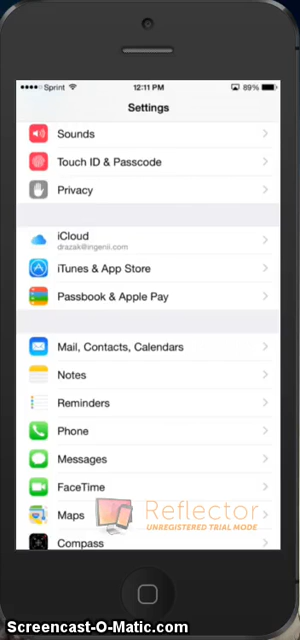 Sprint 12:11 PM 89%
Settings
Sounds
Touch ID & Passcode
Privacy
iCloud
drazak@ingenii.com
iTunes & App Store
Passbook & Apple Pay
Mail, Contacts, Calendars
Notes
Reminders
Phone
Messages
FaceTime
Reflector
Maps
UNREGISTERED TRIAL MODE
Compass
Screencast-O-Matic.com